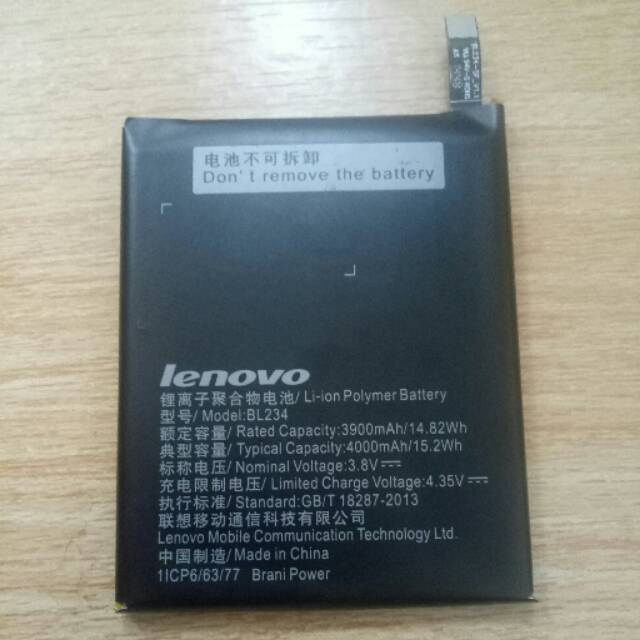 电池不可拆卸
Don't remove the battery
lenovo
锂离子聚合物电池/Li-ion Polymer Battery
型号/Model:BL234
额定容量/Rated Capacity:3900mAh/14.82Wh
典型容量/Typical Capacity:4000mAh/15.2Wh
标称电压/Nominal Voltage:3.8V⎓
充电限制电压/Limited Charge Voltage:4.35V⎓
执行标准/Standard:GB/T 18287-2013
联想移动通信科技有限公司
Lenovo Mobile Communication Technology Ltd.
中国制造/Made in China
1ICP6/63/77 Brani Power